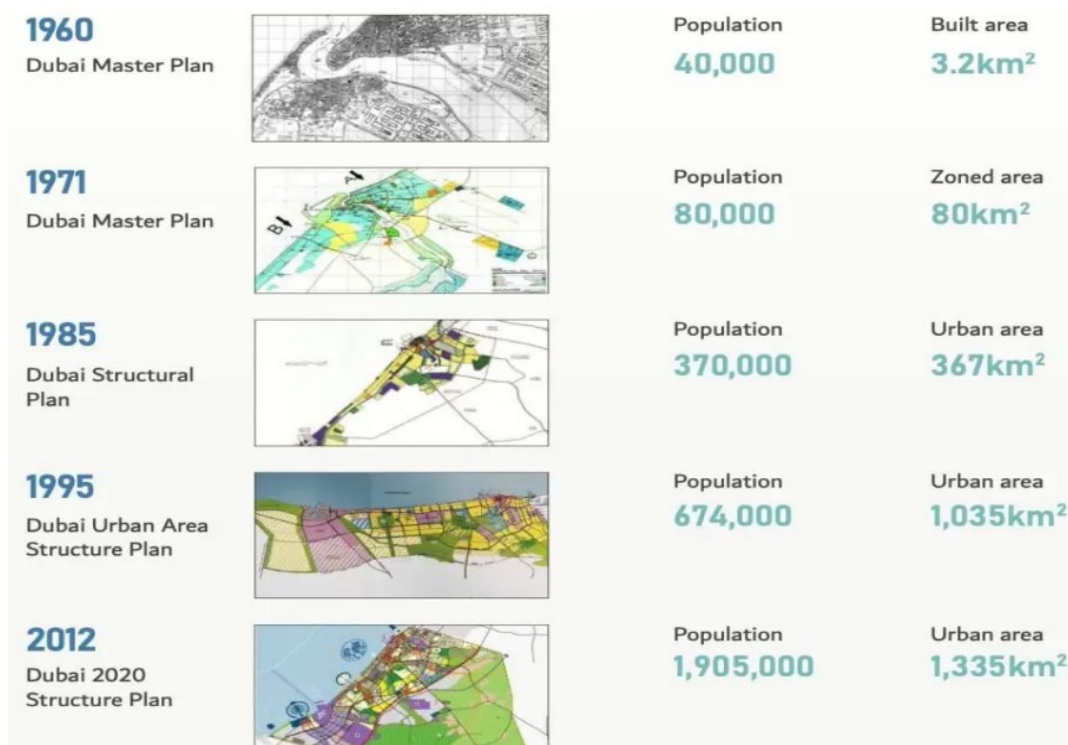 1960
Dubai Master Plan
Population
40,000
Built area
3.2km²
1971
Dubai Master Plan
A
B
Population
80,000
Zoned area
80km²
1985
Dubai Structural
Plan
Population
370,000
Urban area
367km²
1995
Dubai Urban Area
Structure Plan
Population
674,000
Urban area
1,035km²
2012
Dubai 2020
Structure Plan
Population
1,905,000
Urban area
1,335km²